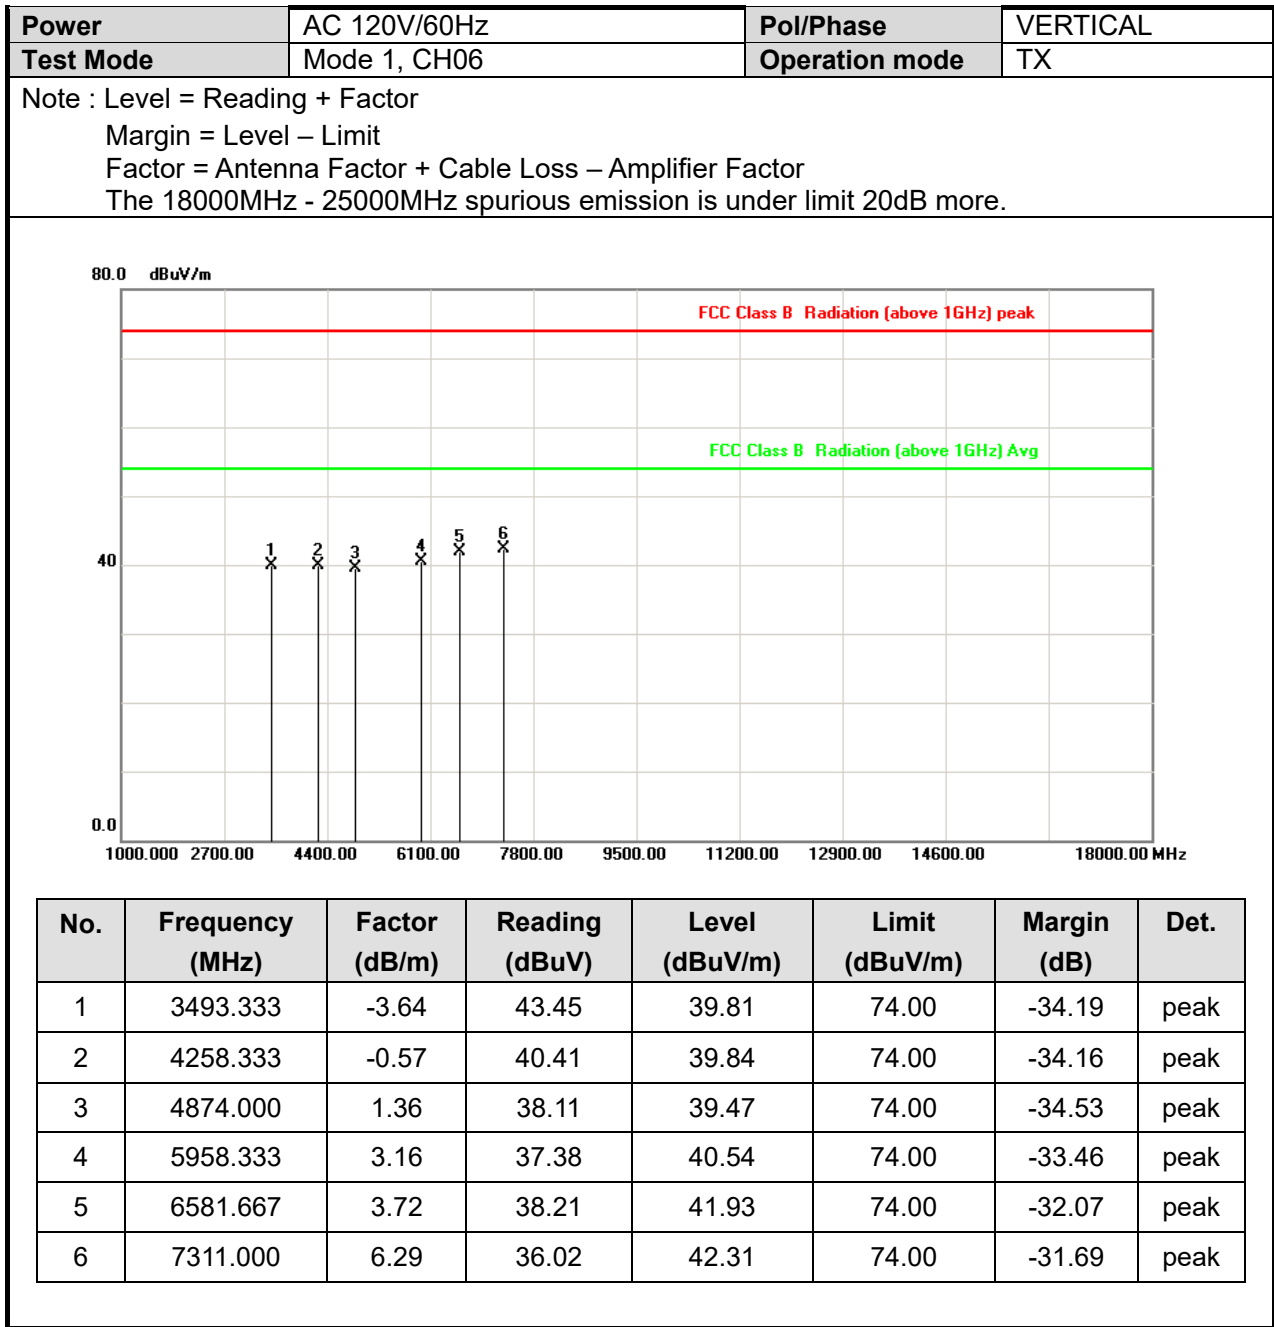 Power AC 120V/60Hz Pol/Phase VERTICAL
Test Mode Mode 1, CH06 Operation mode TX
Note : Level = Reading + Factor
Margin = Level – Limit
Factor = Antenna Factor + Cable Loss – Amplifier Factor
The 18000MHz - 25000MHz spurious emission is under limit 20dB more.
80.0 dBuV/m
FCC Class B Radiation (above 1GHz) peak
FCC Class B Radiation (above 1GHz) Avg
1 2 3 4 5 6
40
0.0
1000.000 2700.00 4400.00 6100.00 7800.00 9500.00 11200.00 12900.00 14600.00 18000.00 MHz
No. Frequency Factor Reading Level Limit Margin Det.
(MHz) (dB/m) (dBuV) (dBuV/m) (dBuV/m) (dB)
1 3493.333 -3.64 43.45 39.81 74.00 -34.19 peak
2 4258.333 -0.57 40.41 39.84 74.00 -34.16 peak
3 4874.000 1.36 38.11 39.47 74.00 -34.53 peak
4 5958.333 3.16 37.38 40.54 74.00 -33.46 peak
5 6581.667 3.72 38.21 41.93 74.00 -32.07 peak
6 7311.000 6.29 36.02 42.31 74.00 -31.69 peak